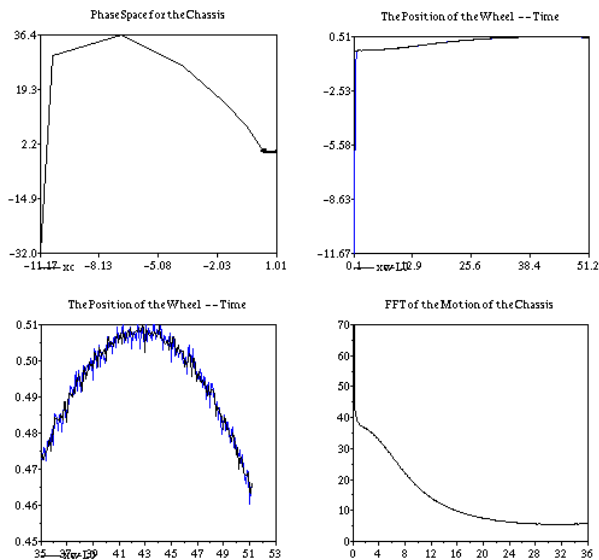 Phase Space for the Chassis
36.4
19.3
2.2
−14.9
−32.0
−11.17 −8.13 −5.08 −2.03 1.01
xc
The Position of the Wheel −−Time
0.51
−2.53
−5.58
−8.63
−11.67
0.1 12.9 25.6 38.4 51.2
The Position of the Wheel −−Time
0.51
0.50
0.49
0.48
0.47
0.46
0.45
35 37 39 41 43 45 47 49 51 53
FFT of the Motion of the Chassis
70
60
50
40
30
20
10
0
0 4 8 12 16 20 24 28 32 36